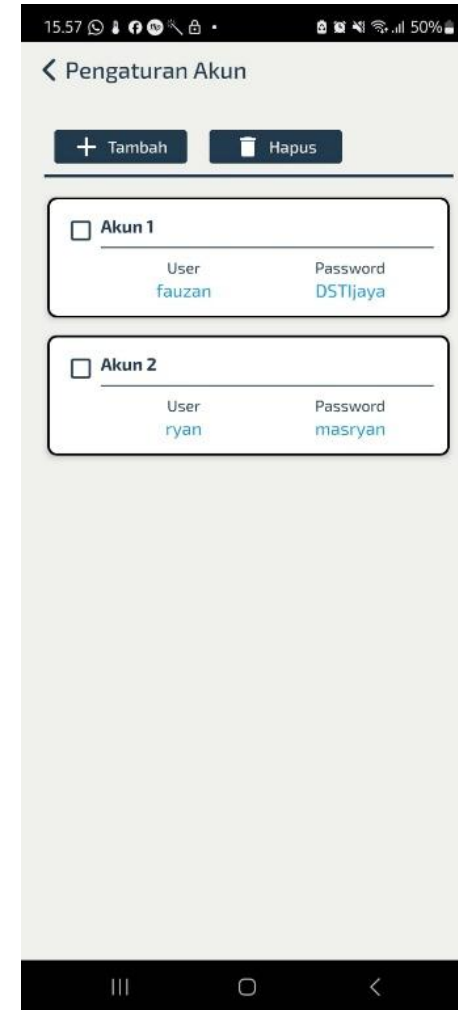 15.57 50%
Pengaturan Akun
Tambah Hapus
Akun 1
User Password
fauzan DSTIjaya
Akun 2
User Password
ryan masryan